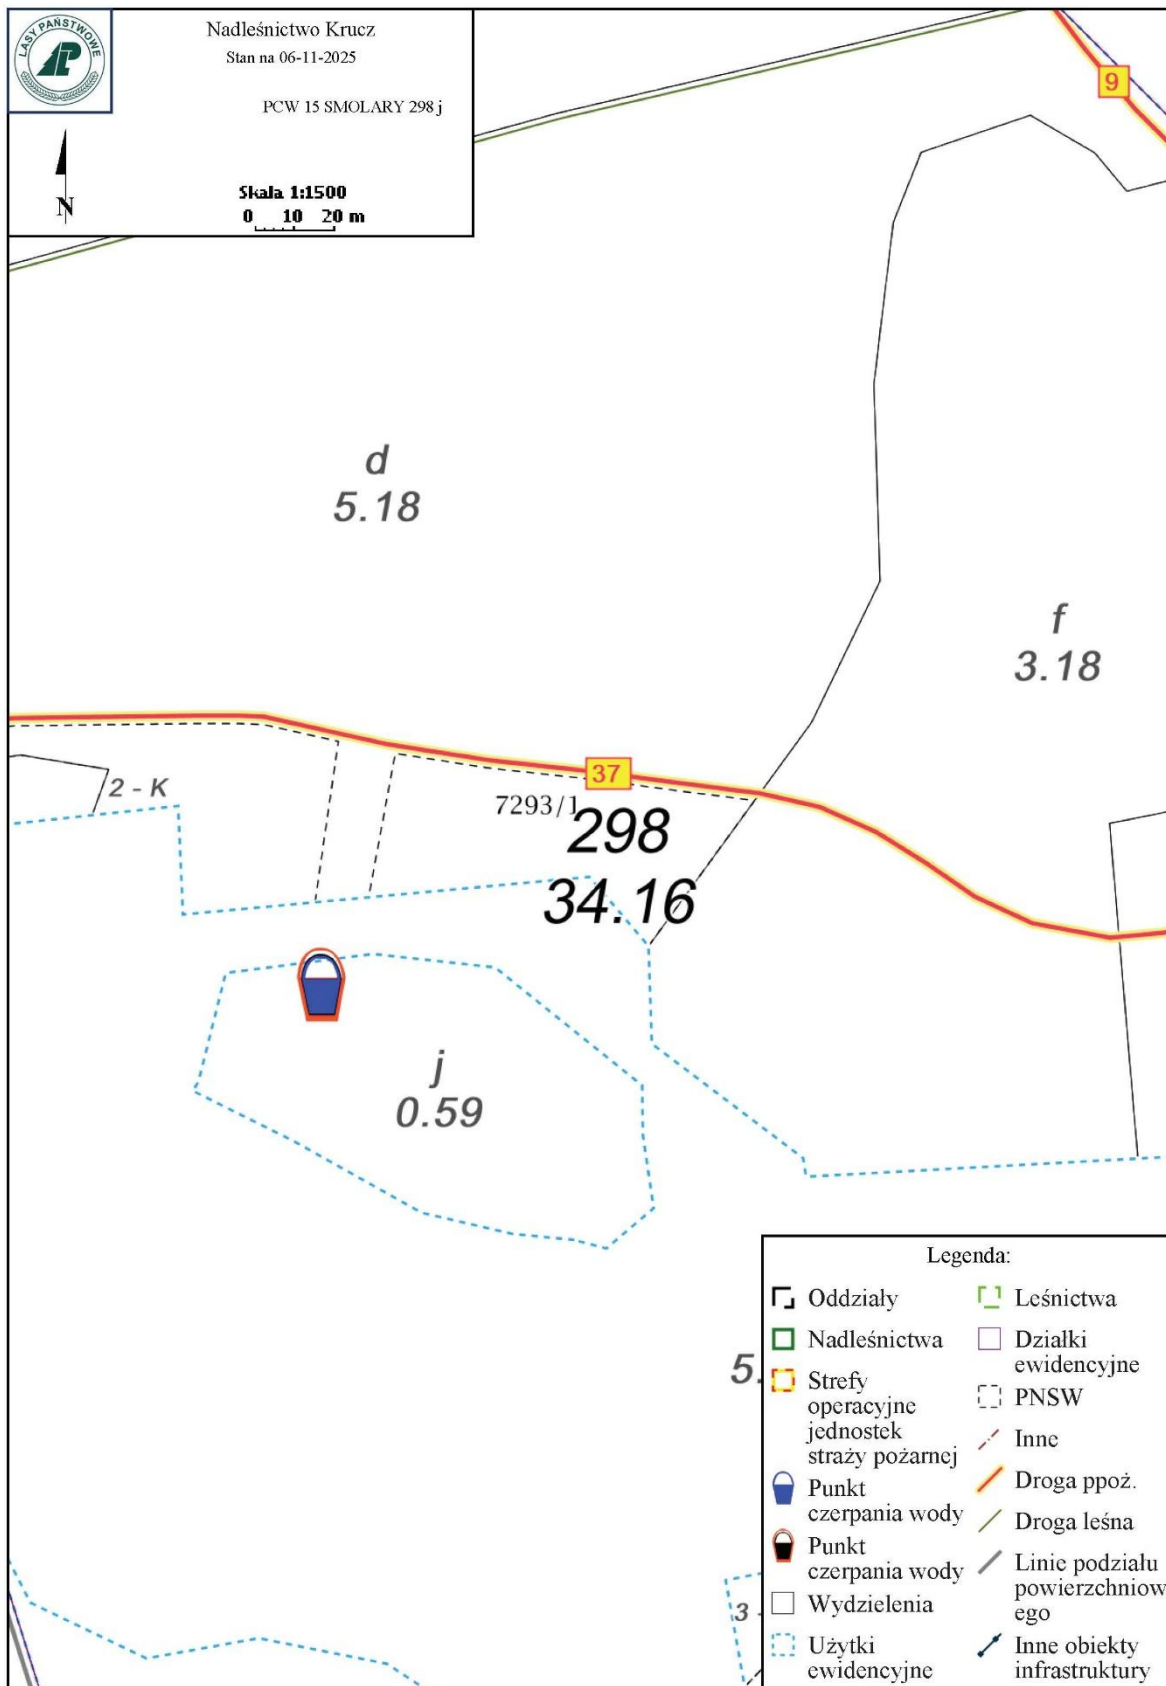 LASY PAŃSTWOWE
Nadleśnictwo Krucz
Stan na 06-11-2025
PCW 15 SMOLARY 298 j
N
Skala 1:1500
0 10 20 m
9
d
5.18
f
3.18
37
2 - K
7293/1
298
34.16
j
0.59
5.
3
Legenda:
Oddziały
Nadleśnictwa
Strefy
operacyjne
jednostek
straży pożarnej
Punkt
czerpania wody
Punkt
czerpania wody
Wydzielenia
Użytki
ewidencyjne
Leśnictwa
Działki
ewidencyjne
PNSW
Inne
Droga ppoż.
Droga leśna
Linie podziału
powierzchniow
ego
Inne obiekty
infrastruktury